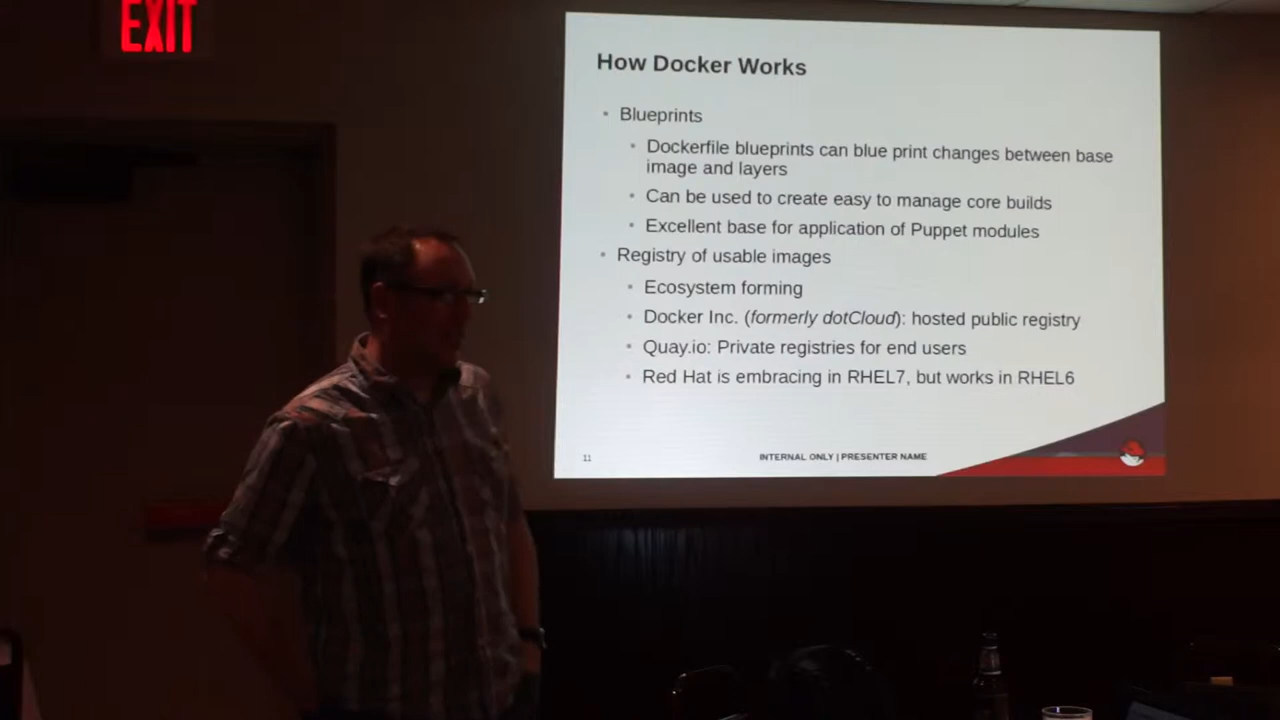 EXIT
How Docker Works
Blueprints
Dockerfile blueprints can blue print changes between base
image and layers
Can be used to create easy to manage core builds
Excellent base for application of Puppet modules
Registry of usable images
Ecosystem forming
Docker Inc. (formerly dotCloud): hosted public registry
Quay.io: Private registries for end users
Red Hat is embracing in RHEL7, but works in RHEL6
11
INTERNAL ONLY | PRESENTER NAME